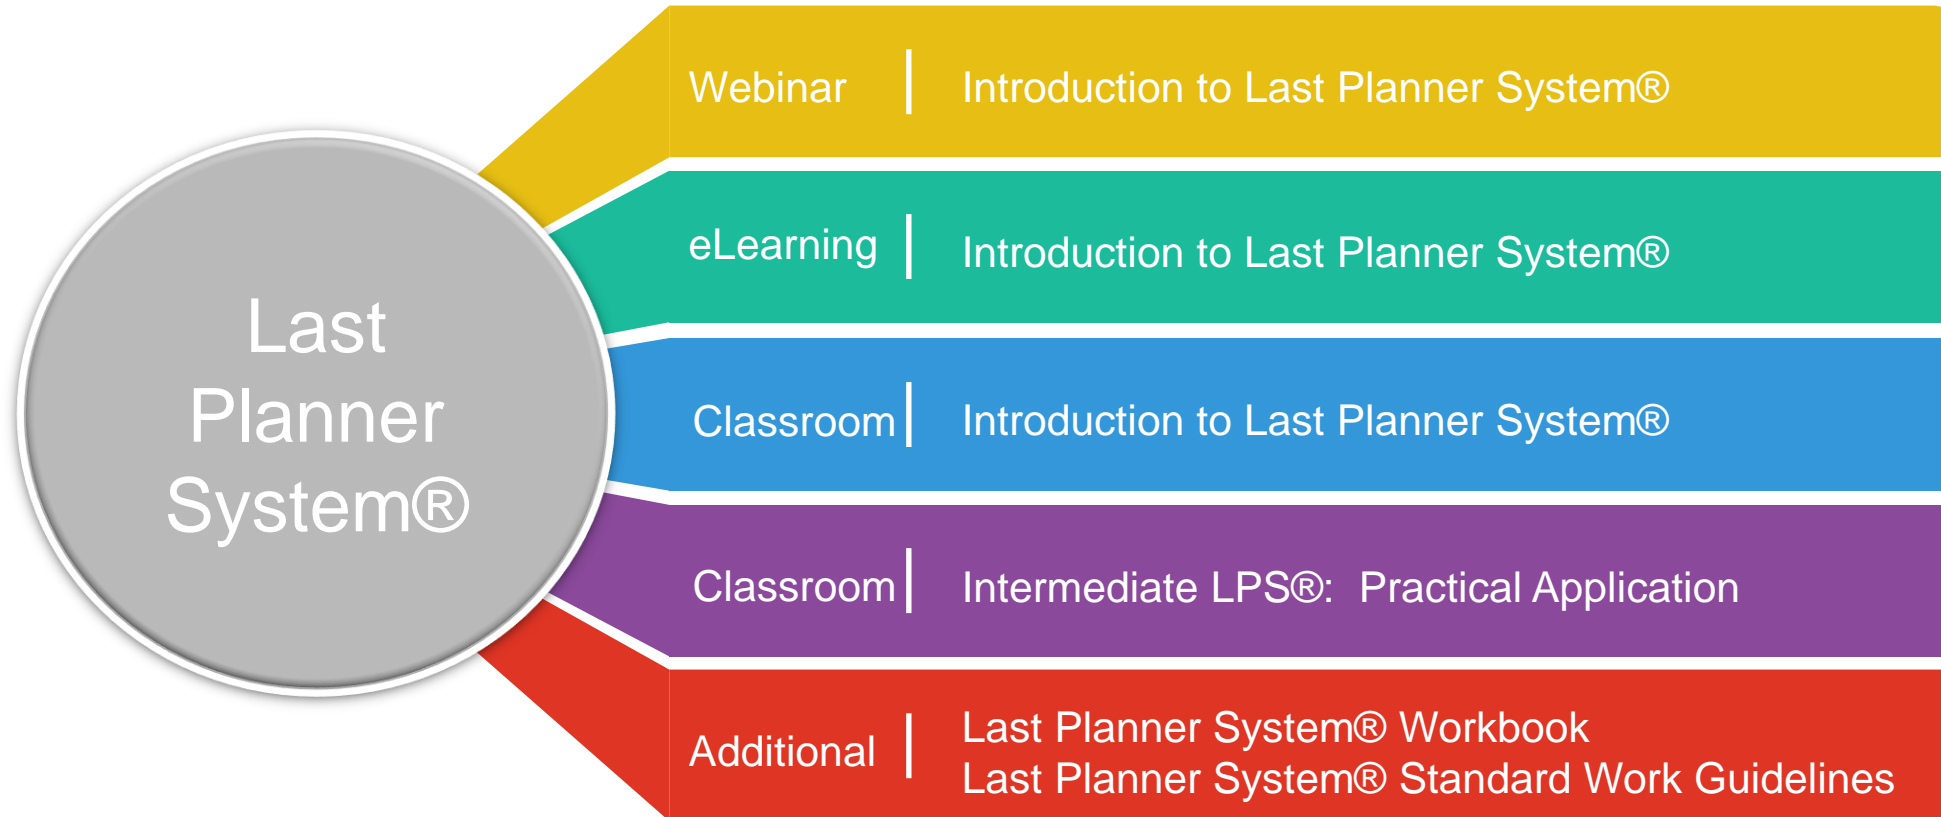 Last
Planner
System®
Webinar
Introduction to Last Planner System®
eLearning
Introduction to Last Planner System®
Classroom
Introduction to Last Planner System®
Classroom
Intermediate LPS®:  Practical Application
Additional
Last Planner System® Workbook
Last Planner System® Standard Work Guidelines